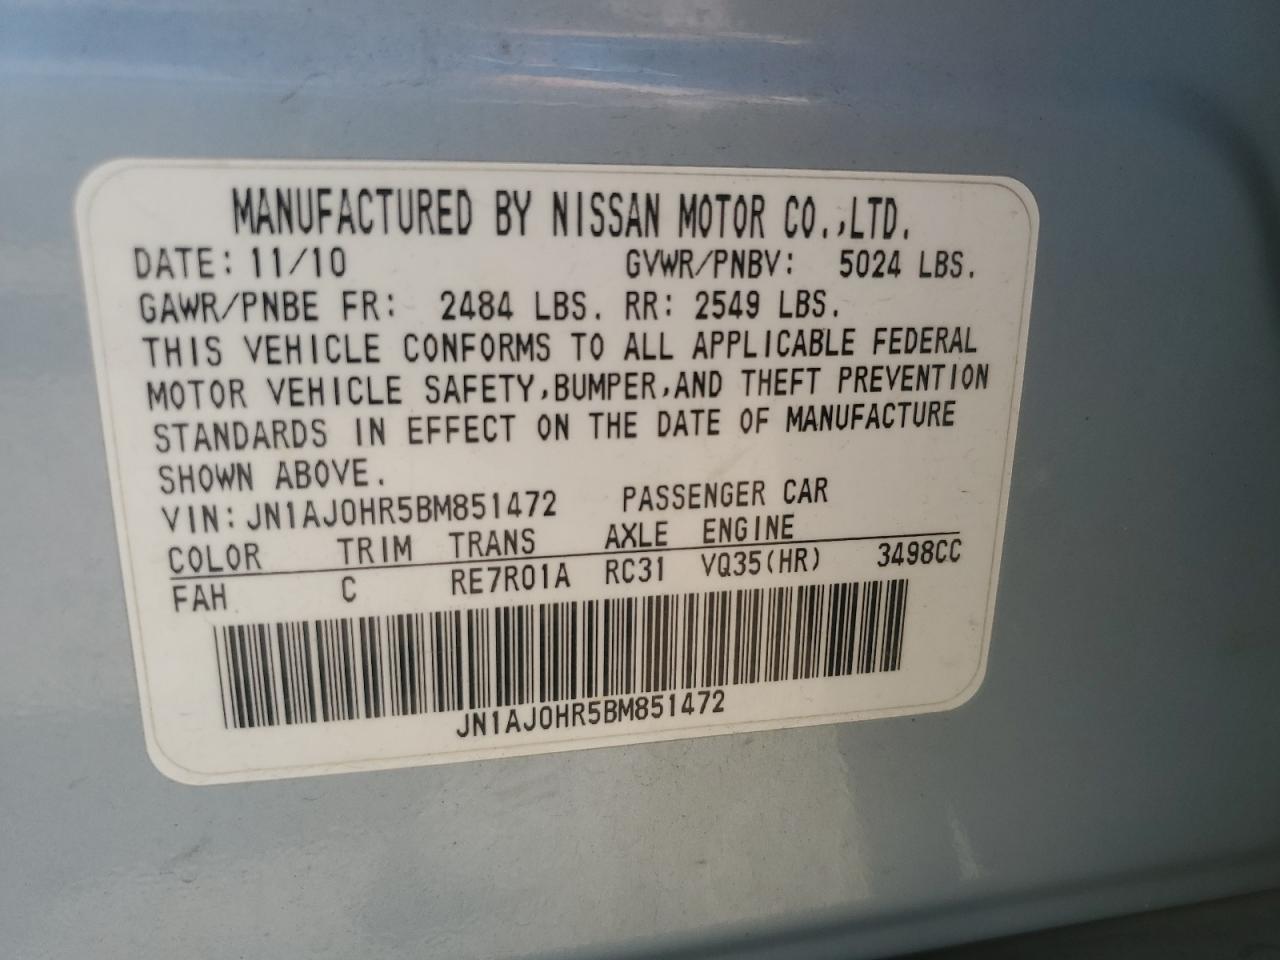 MANUFACTURED BY NISSAN MOTOR CO.,LTD.
DATE: 11/10 GVWR/PNBV: 5024 LBS.
GAWR/PNBE FR: 2484 LBS. RR: 2549 LBS.
THIS VEHICLE CONFORMS TO ALL APPLICABLE FEDERAL
MOTOR VEHICLE SAFETY,BUMPER,AND THEFT PREVENTION
STANDARDS IN EFFECT ON THE DATE OF MANUFACTURE
SHOWN ABOVE.
VIN: JN1AJ0HR5BM851472 PASSENGER CAR
COLOR TRIM TRANS AXLE ENGINE
FAH C RE7R01A RC31 VQ35(HR) 3498CC
JN1AJ0HR5BM851472